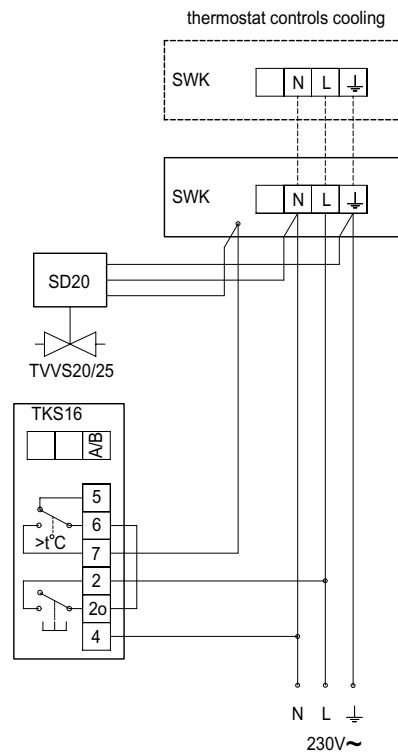 thermostat controls cooling
SWK N L
SWK N L
SD20
TVVS20/25
TKS16
A/B
5
6
>t°C
7
2
2o
4
N L
230V~